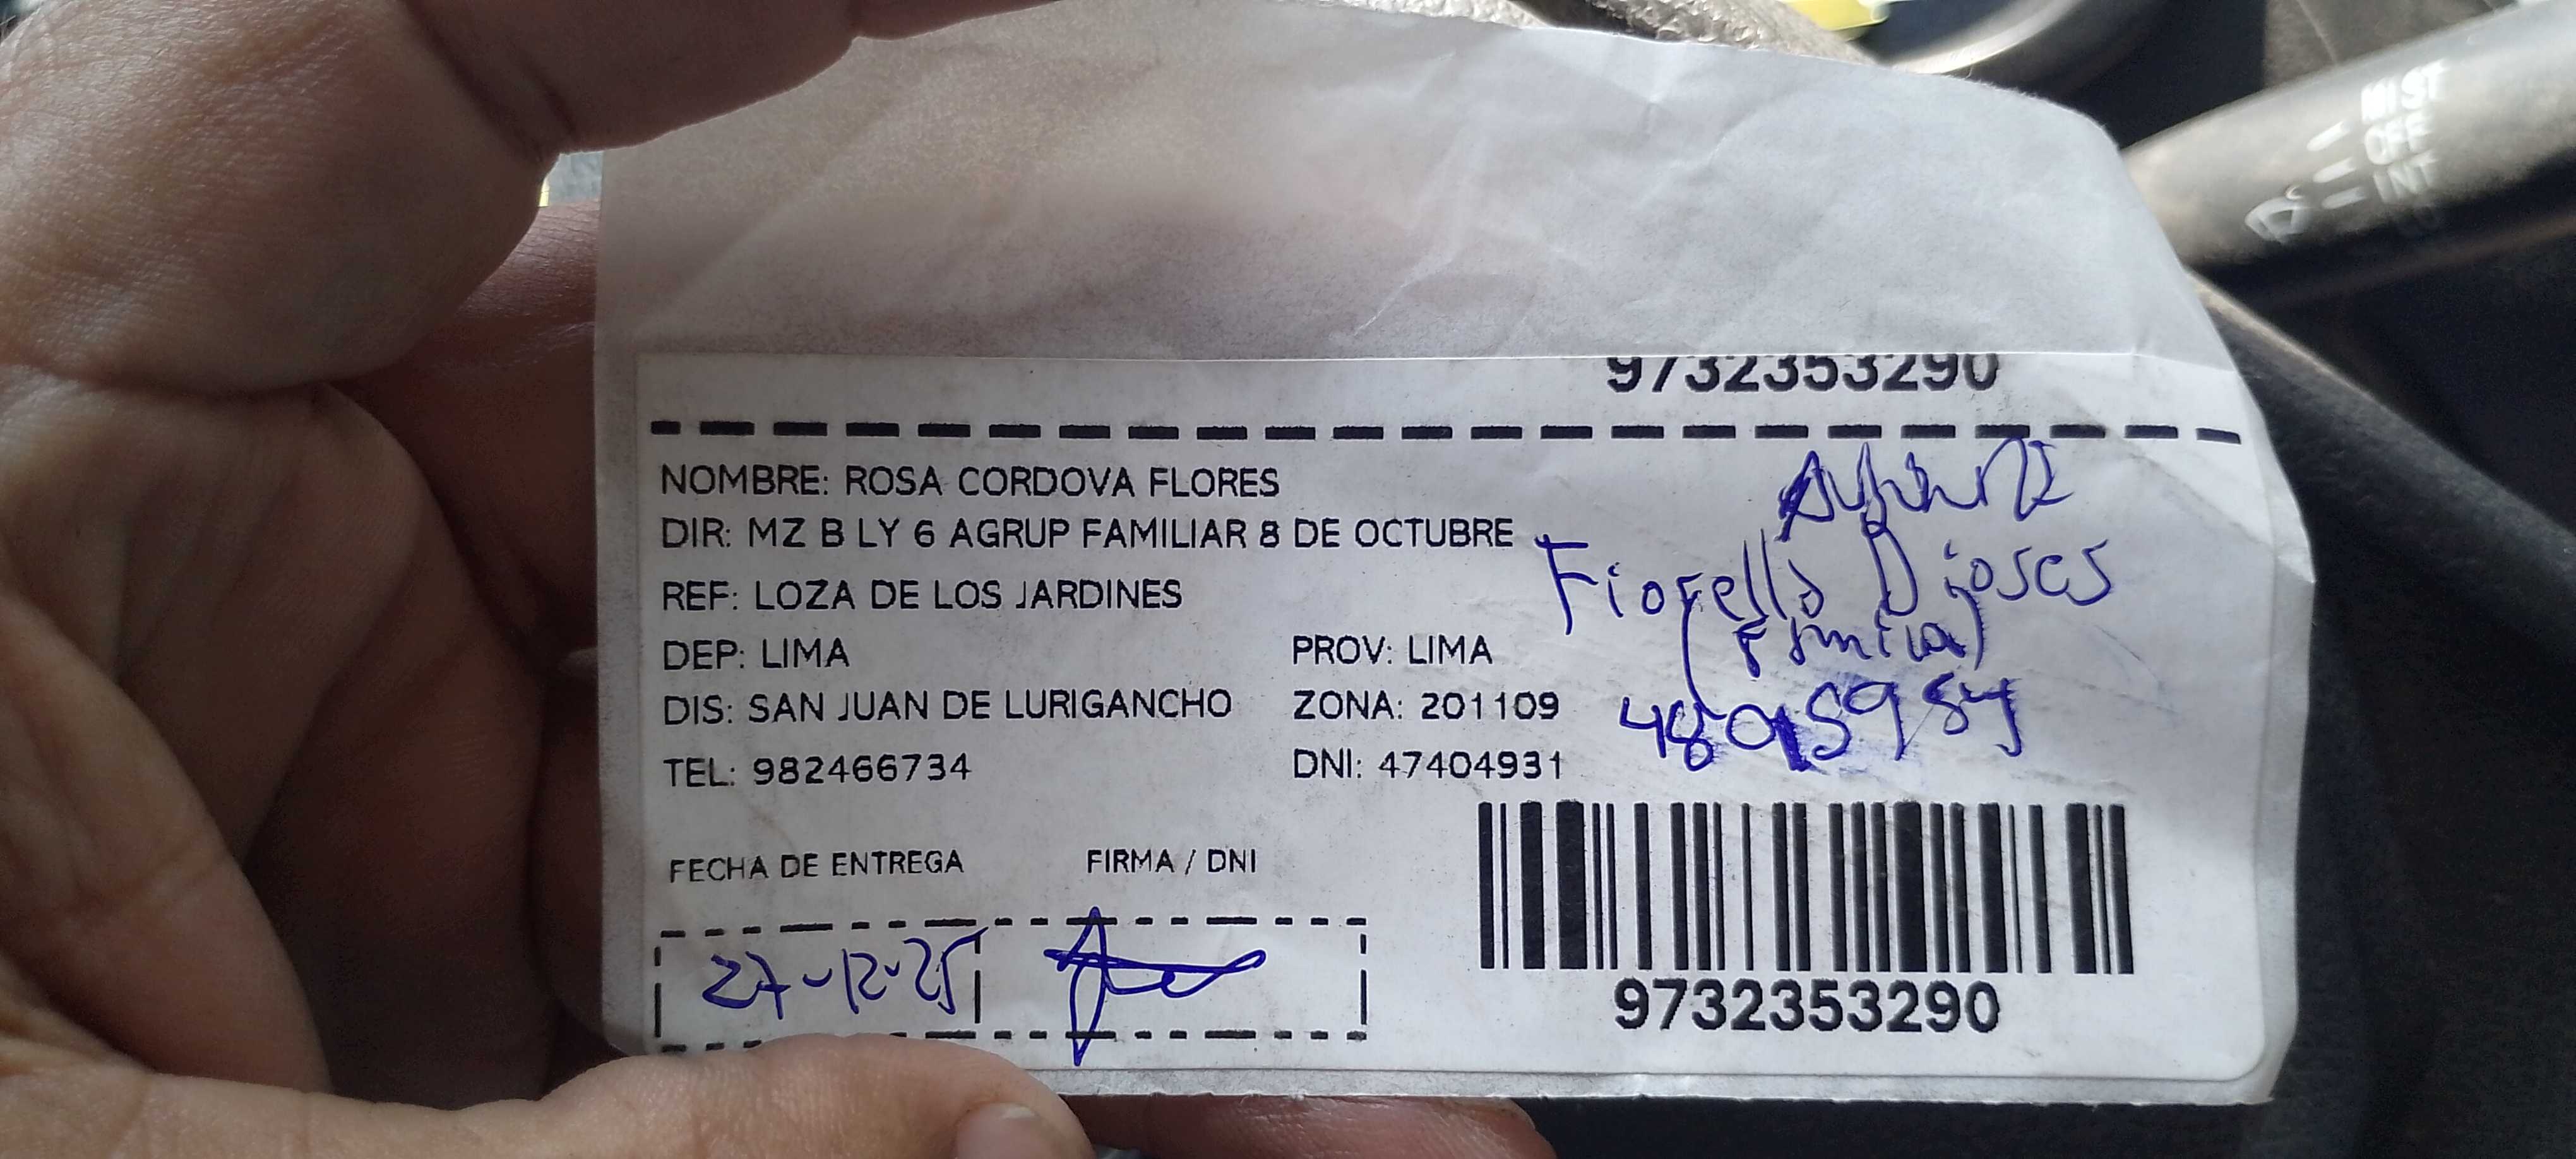 MIST
OFF
INT
9732353290
NOMBRE: ROSA CORDOVA FLORES
DIR: MZ B LY 6 AGRUP FAMILIAR 8 DE OCTUBRE
REF: LOZA DE LOS JARDINES
DEP: LIMA PROV: LIMA
DIS: SAN JUAN DE LURIGANCHO ZONA: 201109
TEL: 982466734 DNI: 47404931
Fiorella Dioses
FECHA DE ENTREGA FIRMA / DNI
27-12-25
9732353290